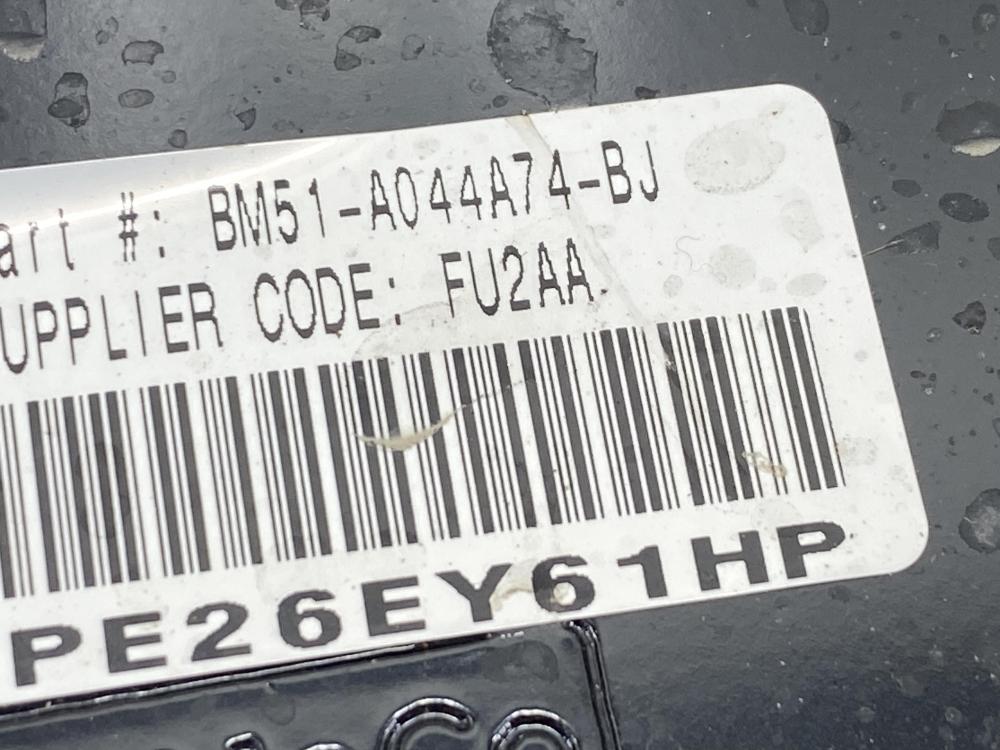 art #: BM51-A044A74-BJ
UPPLIER CODE: FU2AA
PE26EY61HP